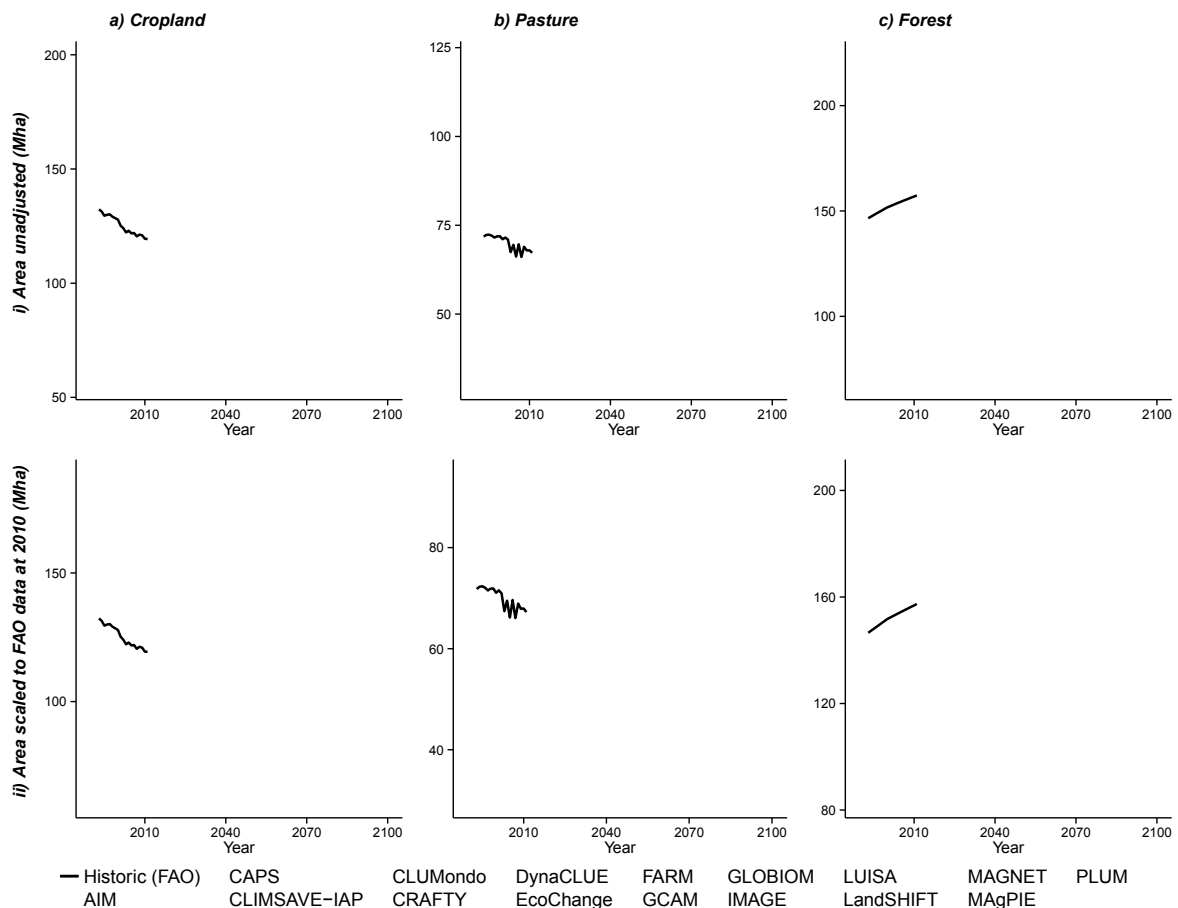 a) Cropland
b) Pasture
c) Forest
i) Area unadjusted (Mha)
200
150
100
50
2010 2040 2070 2100
Year
125
100
75
50
2010 2040 2070 2100
Year
200
150
100
2010 2040 2070 2100
Year
ii) Area scaled to FAO data at 2010 (Mha)
150
100
2010 2040 2070 2100
Year
80
60
40
2010 2040 2070 2100
Year
200
160
120
80
2010 2040 2070 2100
Year
Historic (FAO) CAPS CLUMondo DynaCLUE FARM GLOBIOM LUISA MAGNET PLUM
AIM CLIMSAVE−IAP CRAFTY EcoChange GCAM IMAGE LandSHIFT MAgPIE